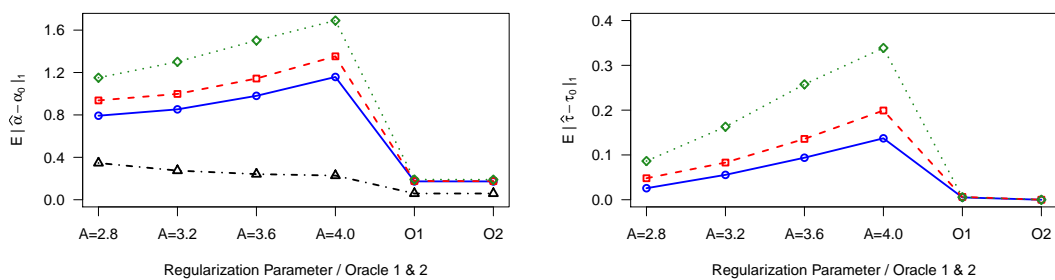 E | α̂ − α₀ |₁
1.6
1.2
0.8
0.4
0.0
A=2.8 A=3.2 A=3.6 A=4.0 O1 O2
Regularization Parameter / Oracle 1 & 2
E | τ̂ − τ₀ |₁
0.4
0.3
0.2
0.1
0.0
A=2.8 A=3.2 A=3.6 A=4.0 O1 O2
Regularization Parameter / Oracle 1 & 2